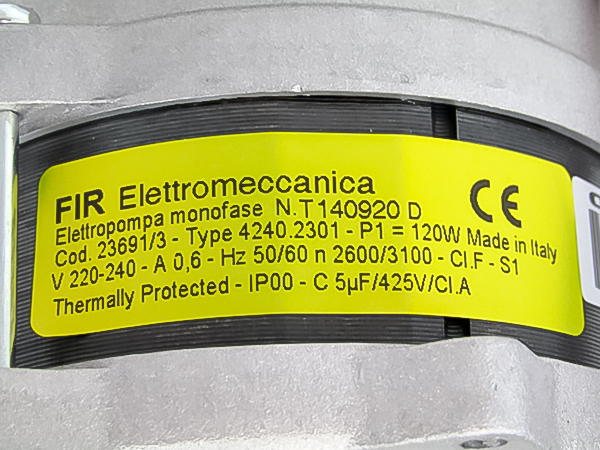 FIR Elettromeccanica
CE
Elettropompa monofase N.T140920 D
Cod. 23691/3 - Type 4240.2301 - P1 = 120W Made in Italy
V 220-240 - A 0,6 - Hz 50/60 n 2600/3100 - Cl.F - S1
Thermally Protected - IP00 - C 5µF/425V/Cl.A